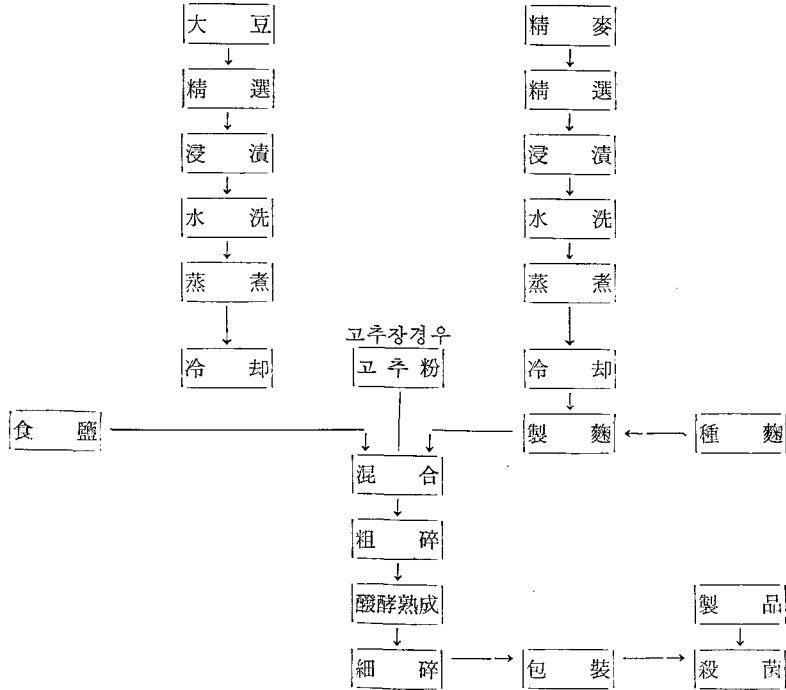 大豆 精麥
精選 精選
浸漬 浸漬
水洗 水洗
蒸煮 蒸煮
고추장경우
冷却 고추粉 冷却
食鹽 製麴 種麴
混合
粗碎
醱酵熟成 製品
細碎 包裝 殺菌